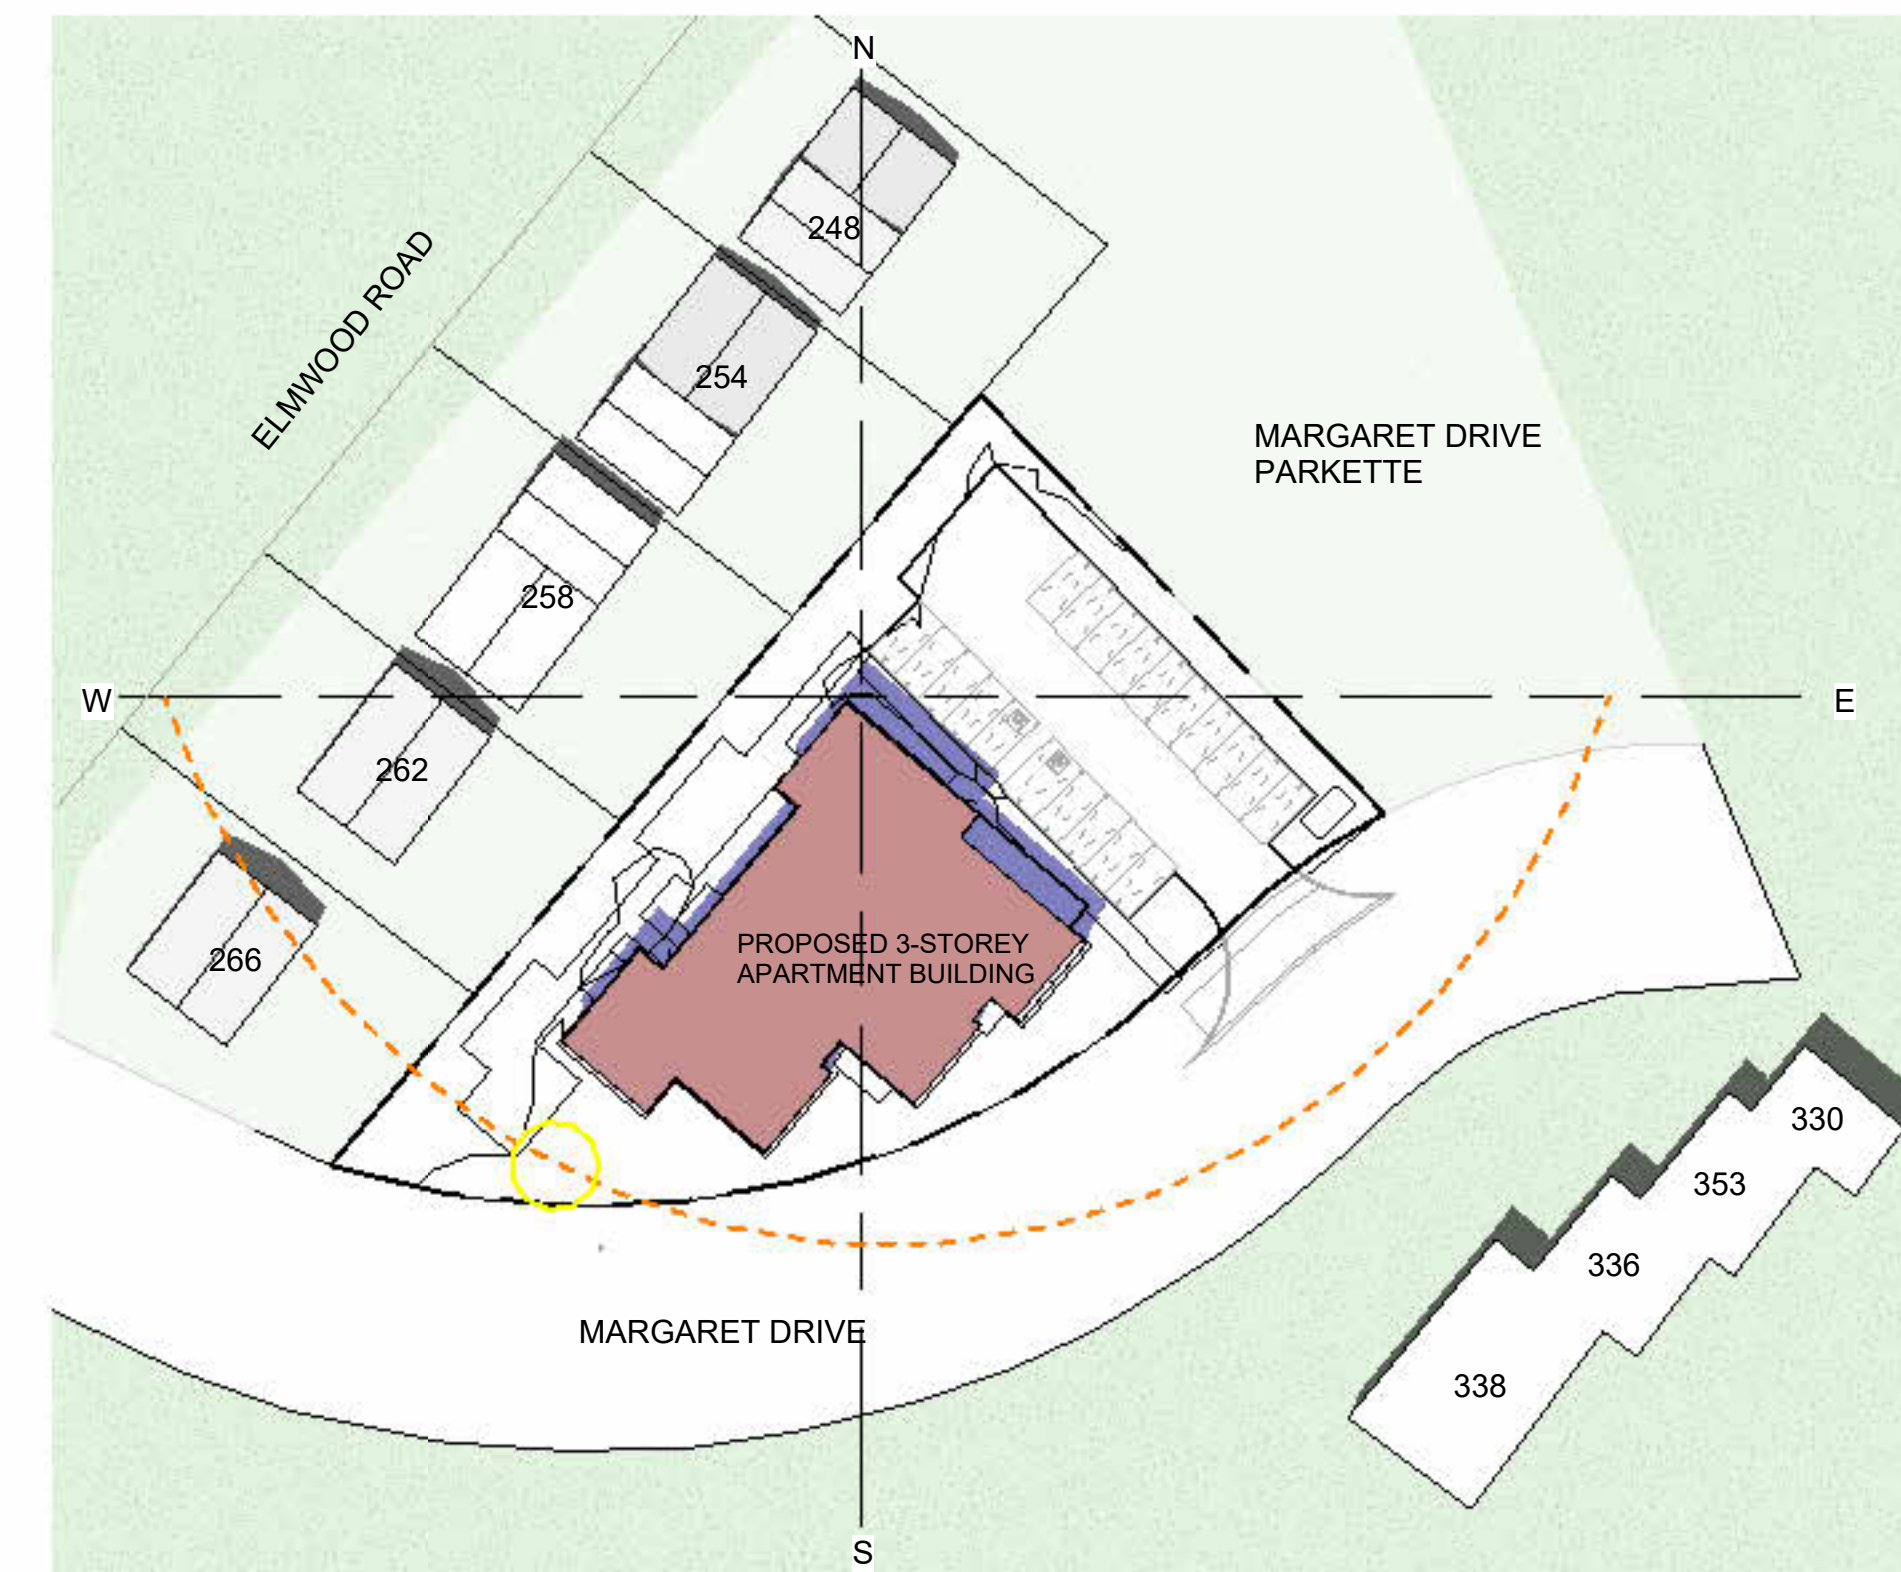 N
248
ELMWOOD ROAD
254
MARGARET DRIVE
PARKETTE
258
W
E
262
266
PROPOSED 3-STOREY
APARTMENT BUILDING
330
353
336
MARGARET DRIVE
338
S